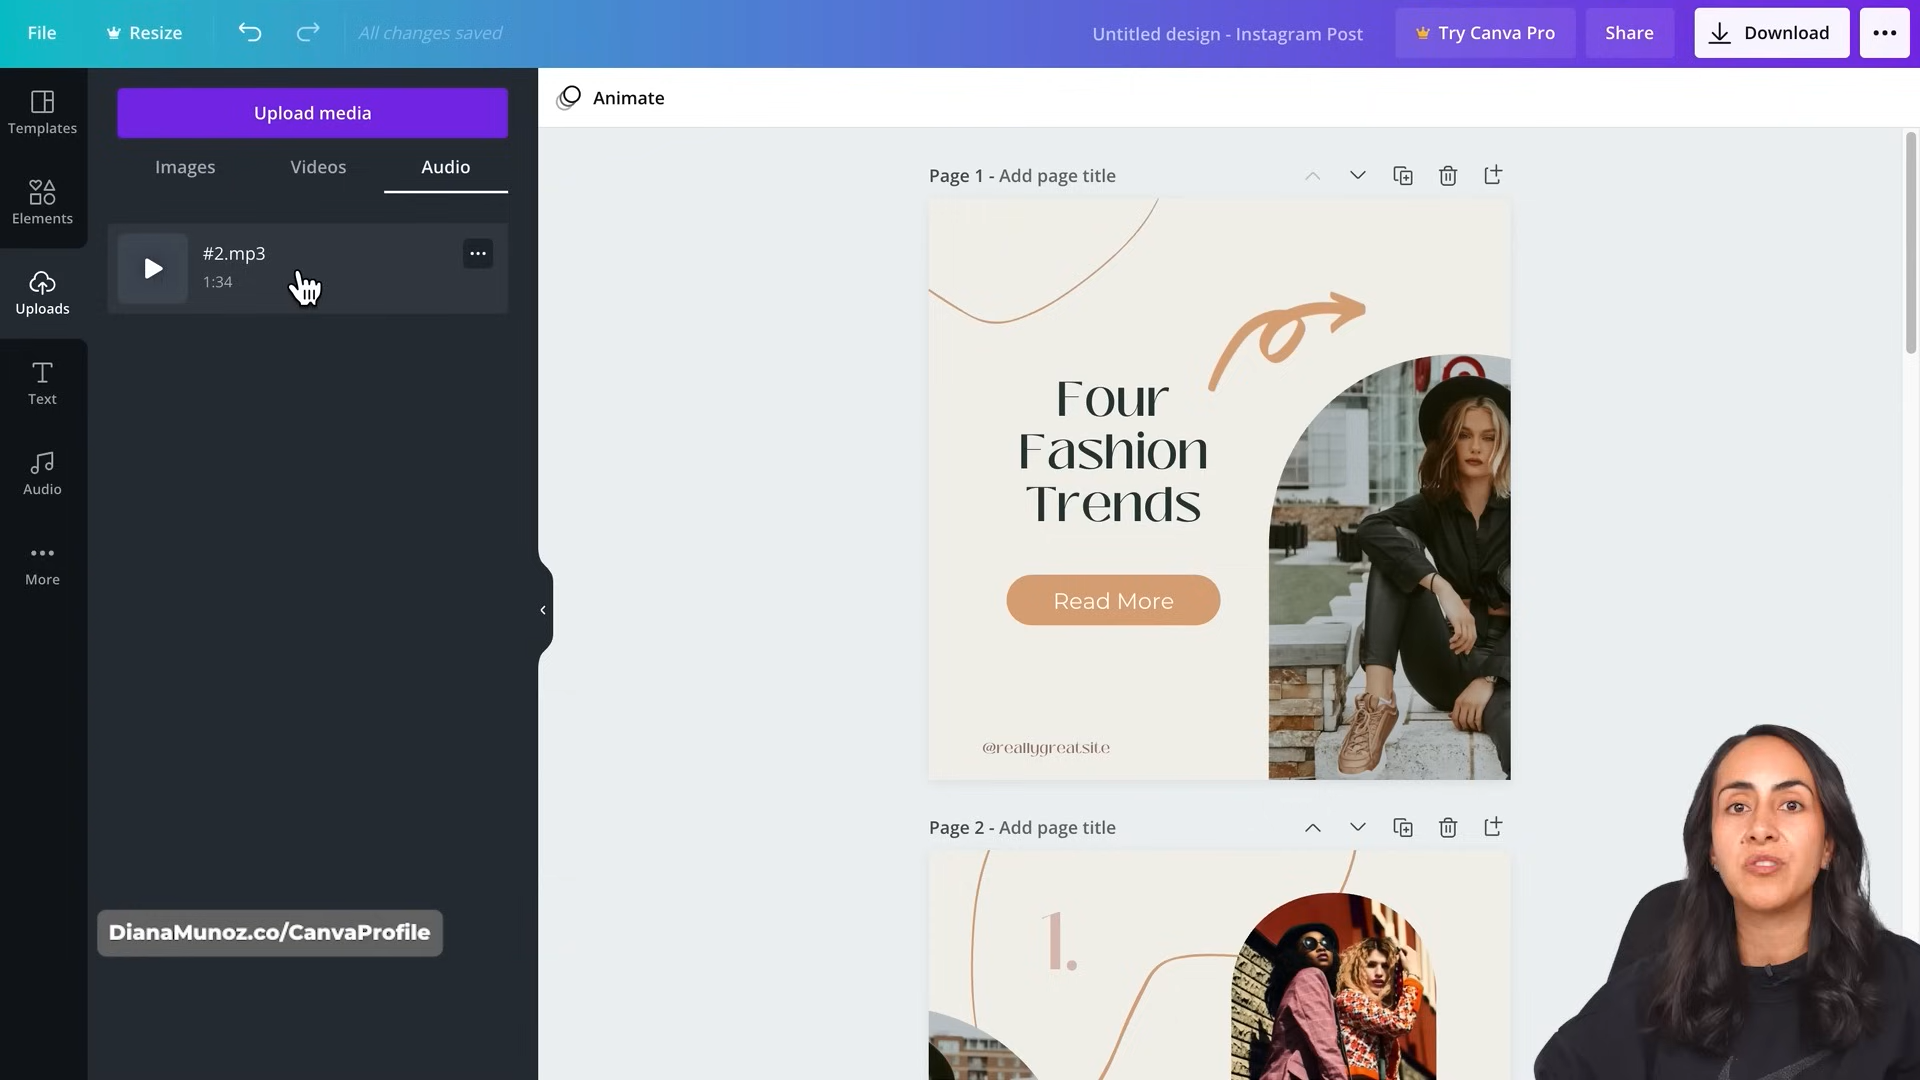 File
Resize
All changes saved
Untitled design - Instagram Post
Try Canva Pro
Share
Download
Templates
Elements
Uploads
Text
Audio
More
Upload media
Images
Videos
Audio
#2.mp3
1:34
Animate
Page 1 - Add page title
Four
Fashion
Trends
Read More
@reallygreatsite
Page 2 - Add page title
1.
DianaMunoz.co/CanvaProfile